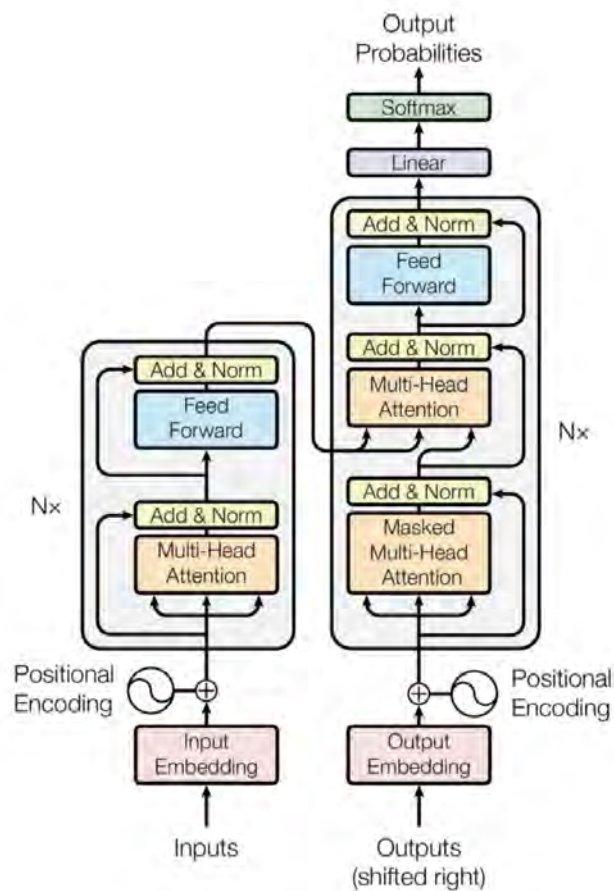 Output
Probabilities
Softmax
Linear
Add & Norm
Feed
Forward
Add & Norm
Multi-Head
Attention
Add & Norm
Masked
Multi-Head
Attention
N×
Add & Norm
Feed
Forward
Add & Norm
Multi-Head
Attention
N×
Positional
Encoding
Positional
Encoding
Input
Embedding
Output
Embedding
Inputs
Outputs
(shifted right)